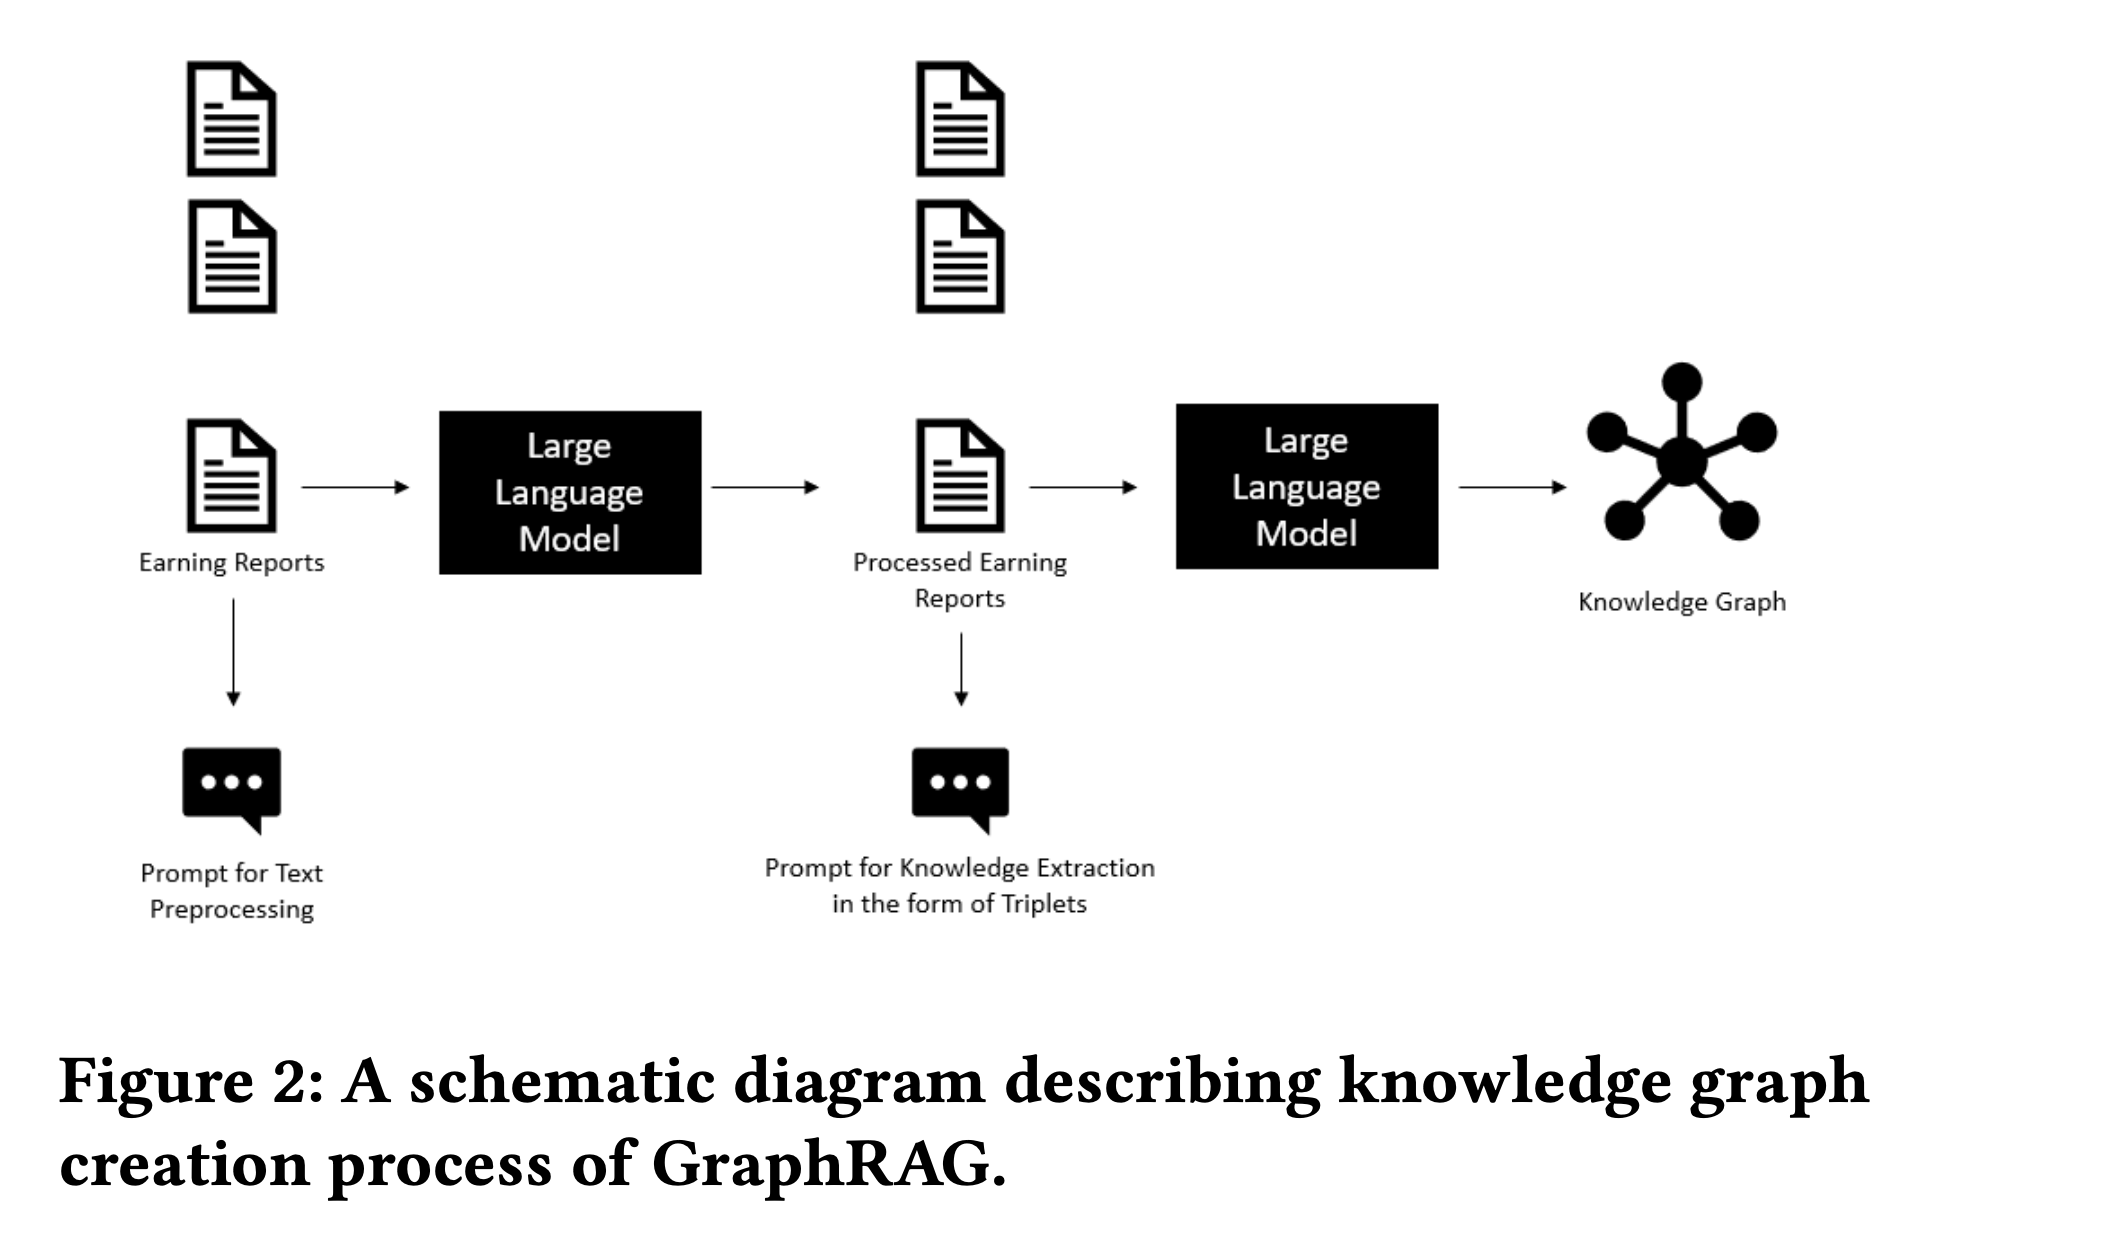 Earning Reports
Large
Language
Model
Processed Earning
Reports
Large
Language
Model
Knowledge Graph
Prompt for Text
Preprocessing
Prompt for Knowledge Extraction
in the form of Triplets
Figure 2: A schematic diagram describing knowledge graph
creation process of GraphRAG.